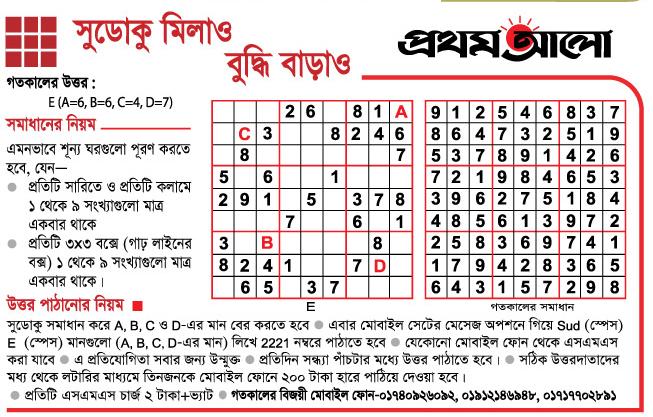 সুডোকু মিলাও
বুদ্ধি বাড়াও
প্রথম আলো
গতকালের উত্তর :
E (A=6, B=6, C=4, D=7)
সমাধানের নিয়ম
এমনভাবে শূন্য ঘরগুলো পূরণ করতে
হবে, যেন—
● প্রতিটি সারিতে ও প্রতিটি কলামে
১ থেকে ৯ সংখ্যাগুলো মাত্র
একবার থাকে
● প্রতিটি ৩x৩ বক্সে (গাঢ় লাইনের
বক্স) ১ থেকে ৯ সংখ্যাগুলো মাত্র
একবার থাকে।
2 6 8 1 A
C 3 8 2 4 6
8 7
5 6 1
2 9 1 5 3 7 8
7 6 1
3 B 8
8 2 4 1 7 D
6 5 3 7
E
9 1 2 5 4 6 8 3 7
8 6 4 7 3 2 5 1 9
5 3 7 8 9 1 4 2 6
7 2 1 9 8 4 6 5 3
3 9 6 2 7 5 1 8 4
4 8 5 6 1 3 9 7 2
2 5 8 3 6 9 7 4 1
1 7 9 4 2 8 3 6 5
6 4 3 1 5 7 2 9 8
গতকালের সমাধান
উত্তর পাঠানোর নিয়ম ■
সুডোকু সমাধান করে A, B, C ও D-এর মান বের করতে হবে ● এবার মোবাইল সেটের মেসেজ অপশনে গিয়ে Sud (স্পেস)
E (স্পেস) মানগুলো (A, B, C, D-এর মান) লিখে 2221 নম্বরে পাঠাতে হবে ● যেকোনো মোবাইল ফোন থেকে এসএমএস
করা যাবে ● এ প্রতিযোগিতা সবার জন্য উন্মুক্ত ● প্রতিদিন সন্ধ্যা পাঁচটার মধ্যে উত্তর পাঠাতে হবে। ● সঠিক উত্তরদাতাদের
মধ্য থেকে লটারির মাধ্যমে তিনজনকে মোবাইল ফোনে ২০০ টাকা হারে পাঠিয়ে দেওয়া হবে।
● প্রতিটি এসএমএস চার্জ ২ টাকা+ভ্যাট ● গতকালের বিজয়ী মোবাইল ফোন-০১৭৪০৯২৬০৯২, ০১৯১২১৪৬৯৪৮, ০১৭১৭৭০২৮৯১